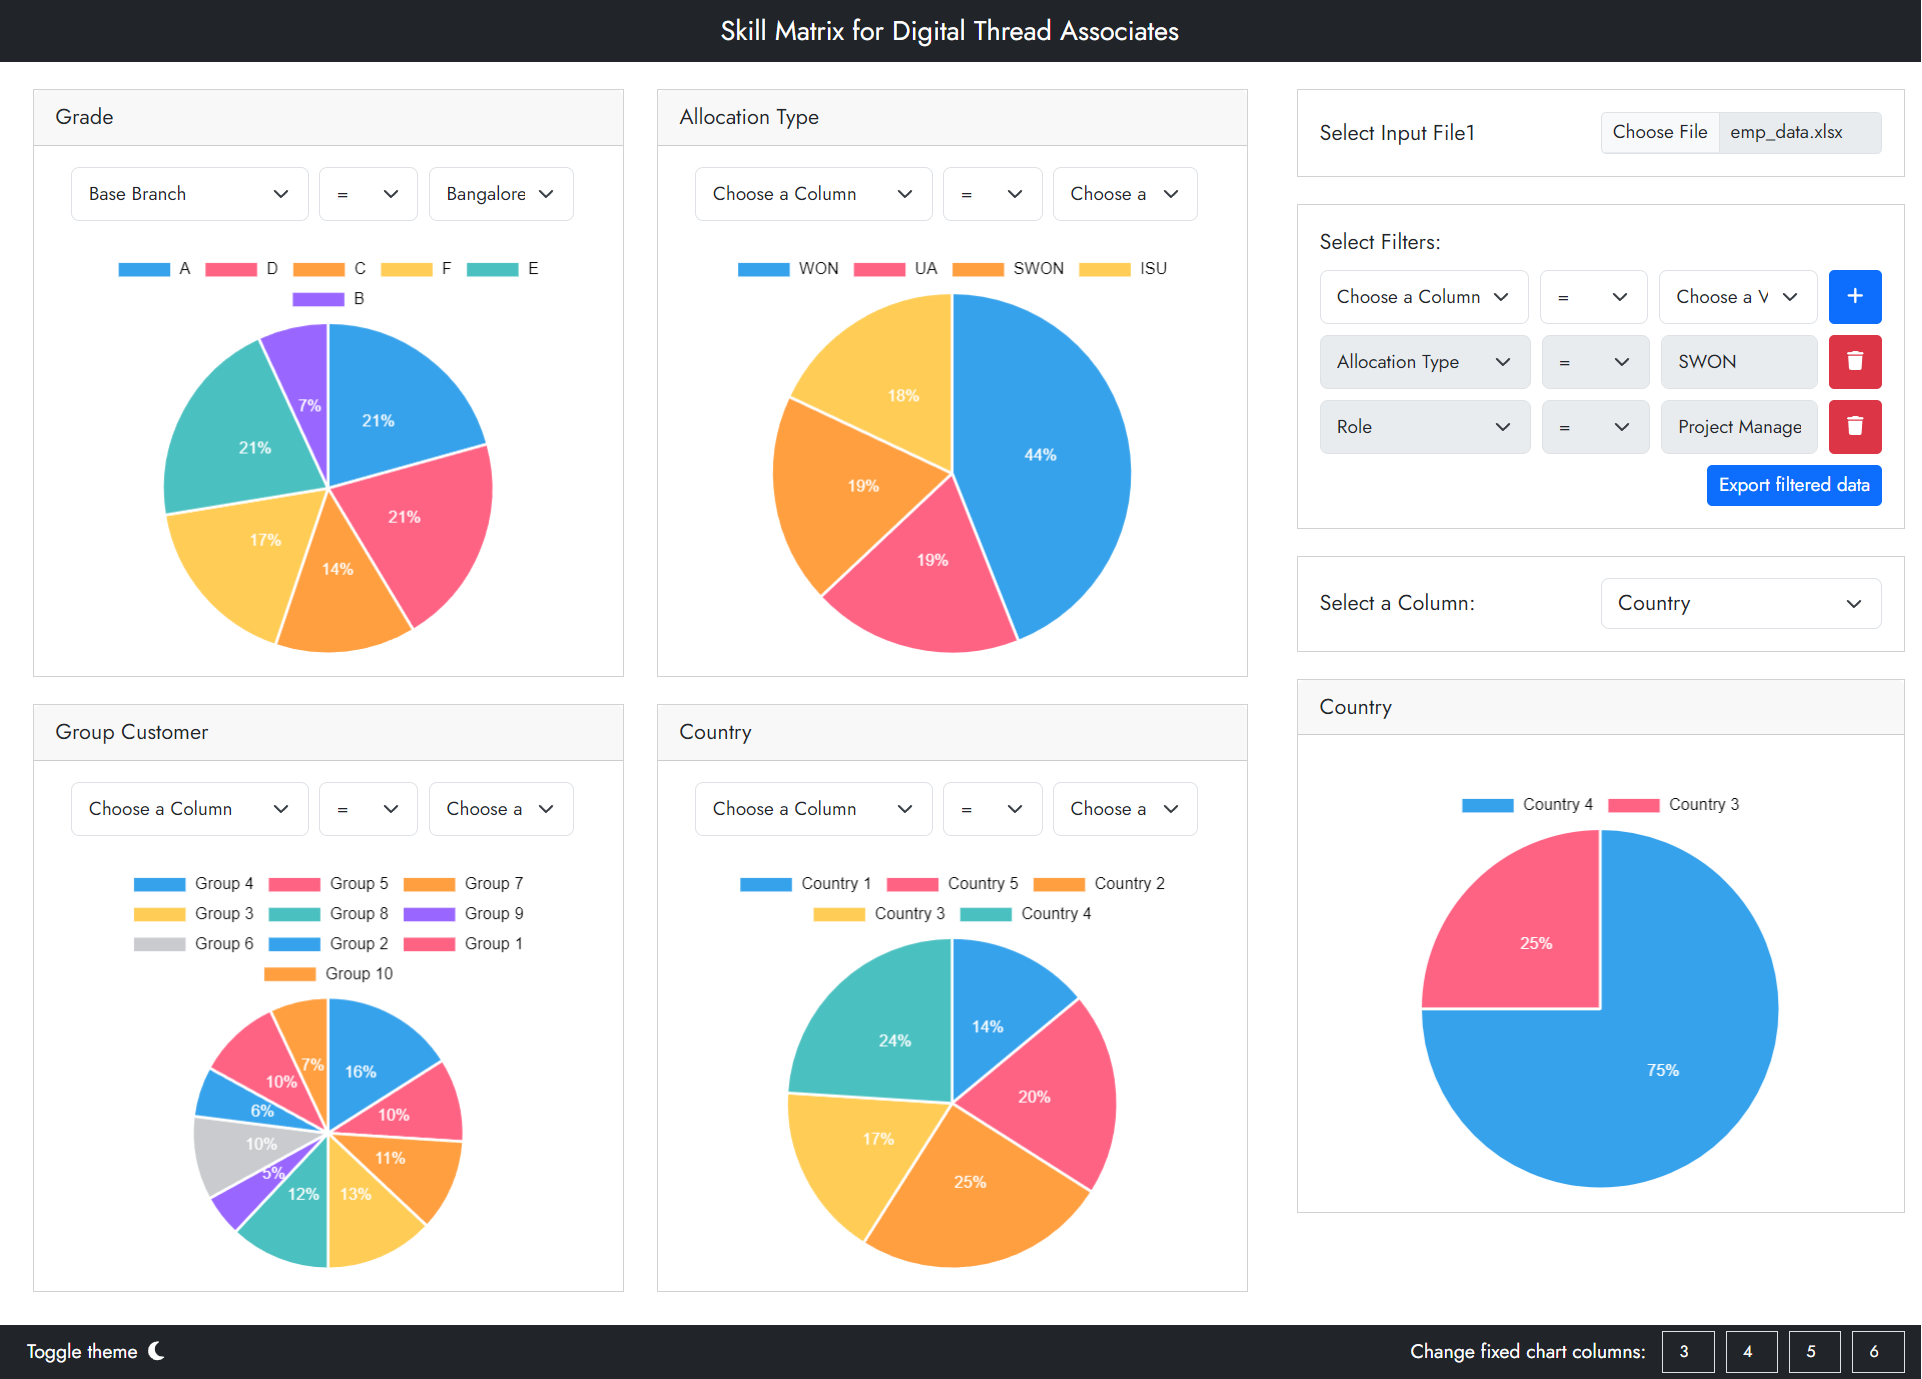 Skill Matrix for Digital Thread Associates
Grade
Base Branch = Bangalore
A D C F E
B
7% 21%
21%
21%
17%
14%
Allocation Type
Choose a Column = Choose a
WON UA SWON ISU
18%
44%
19%
19%
Select Input File1 Choose File emp_data.xlsx
Select Filters:
Choose a Column = Choose a V +
Allocation Type = SWON
Role = Project Manage
Export filtered data
Select a Column: Country
Group Customer
Choose a Column = Choose a
Group 4 Group 5 Group 7
Group 3 Group 8 Group 9
Group 6 Group 2 Group 1
Group 10
7% 16%
10%
6% 10%
10% 11%
5%
12% 13%
Country
Choose a Column = Choose a
Country 1 Country 5 Country 2
Country 3 Country 4
24% 14%
20%
17%
25%
Country
Country 4 Country 3
25%
75%
Toggle theme
Change fixed chart columns: 3 4 5 6